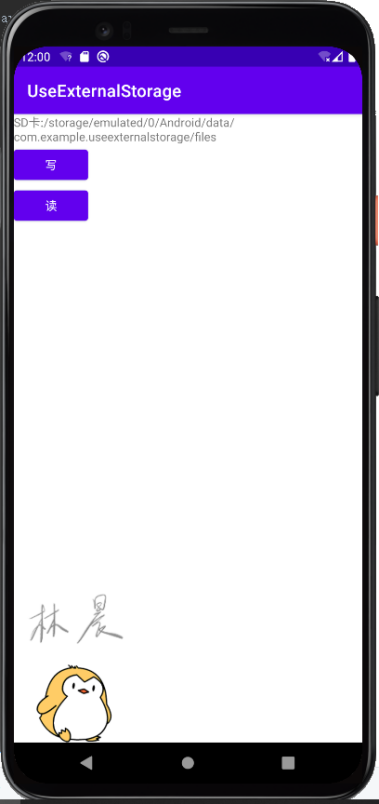 12:00
UseExternalStorage
SD卡:/storage/emulated/0/Android/data/
com.example.useexternalstorage/files
写
读
林晨